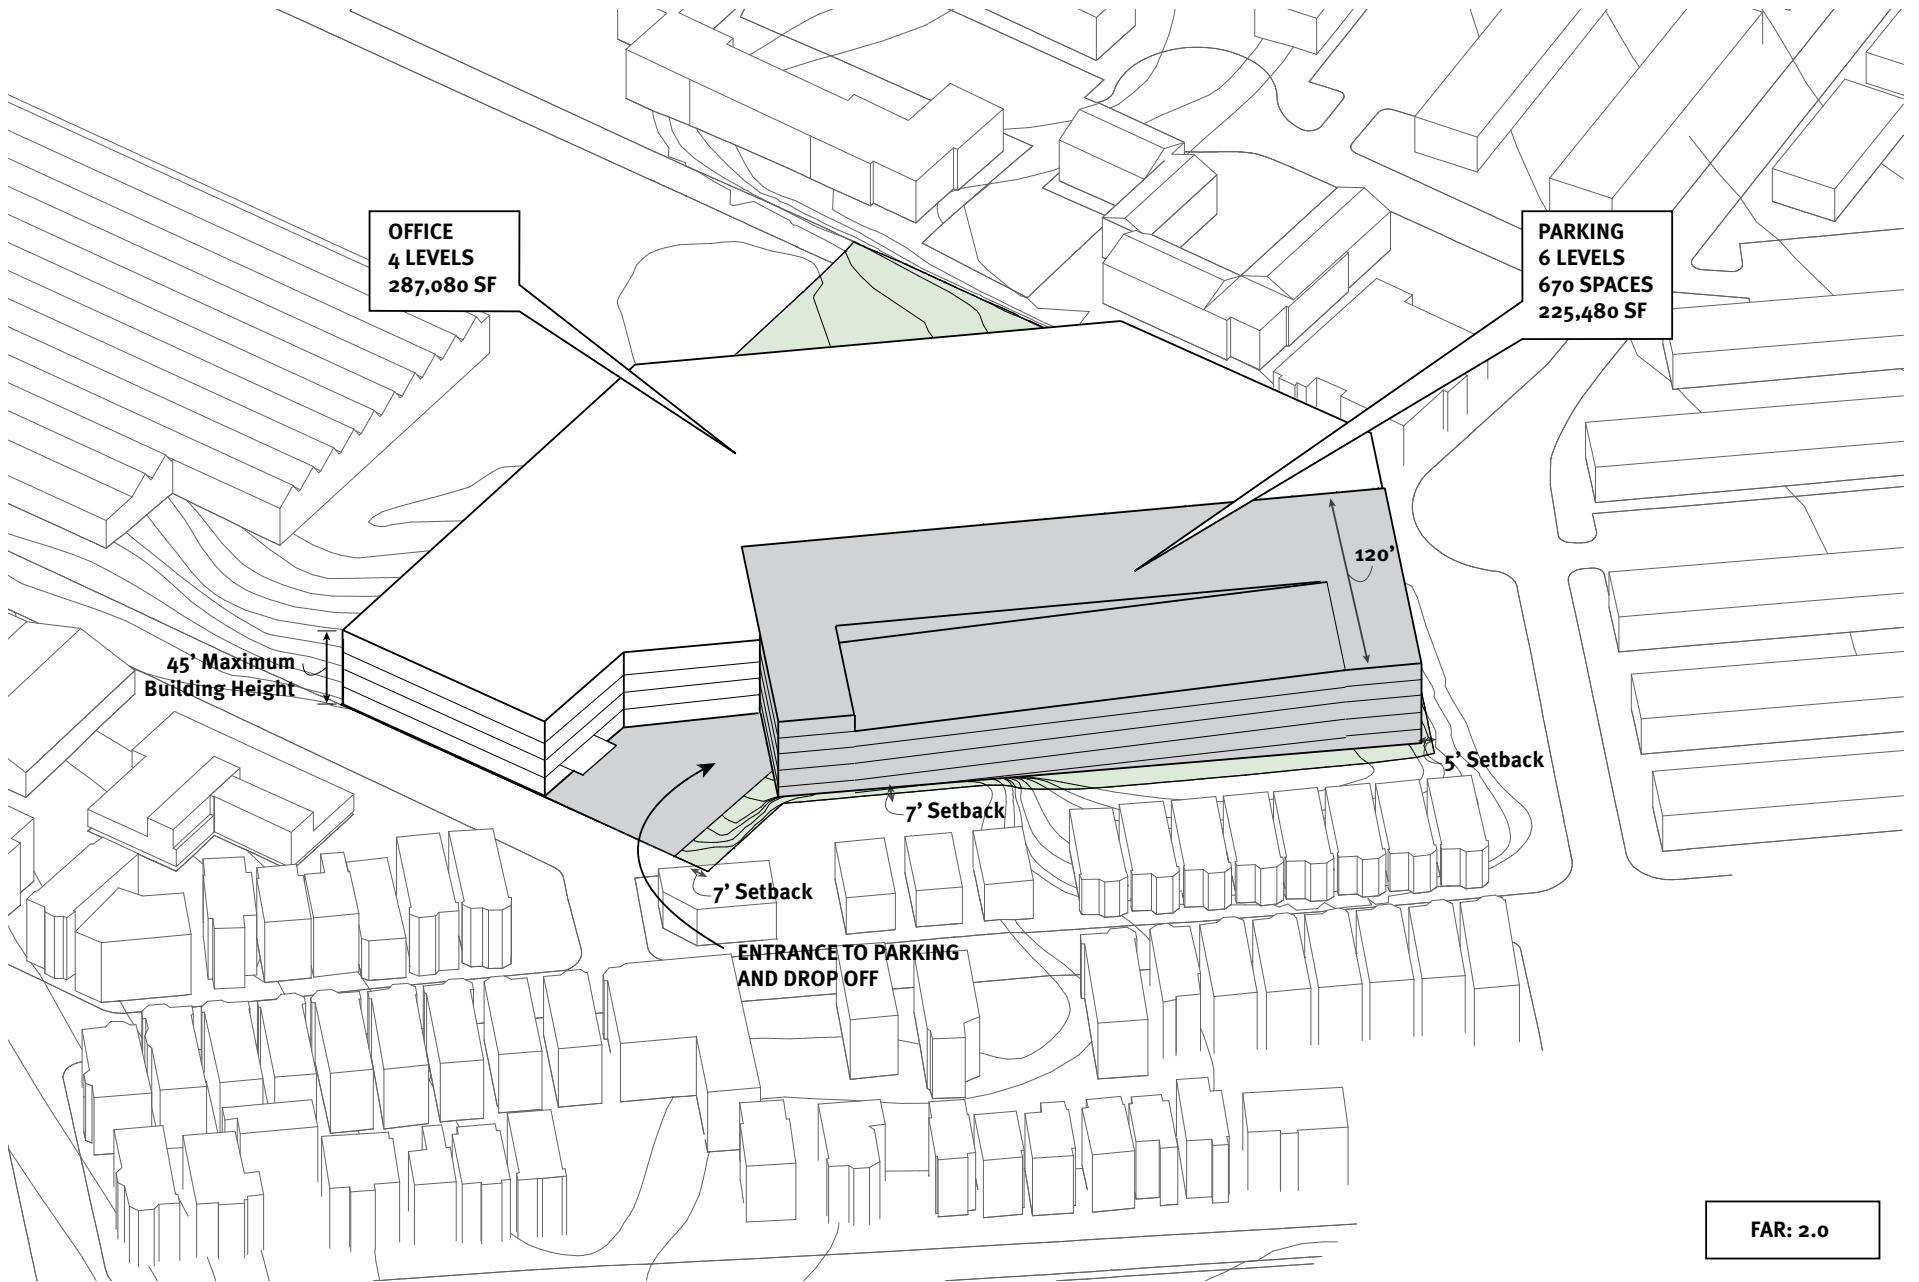 OFFICE
4 LEVELS
287,080 SF
PARKING
6 LEVELS
670 SPACES
225,480 SF
120’
45’ Maximum
Building Height
5’ Setback
7’ Setback
7’ Setback
ENTRANCE TO PARKING
AND DROP OFF
FAR: 2.0